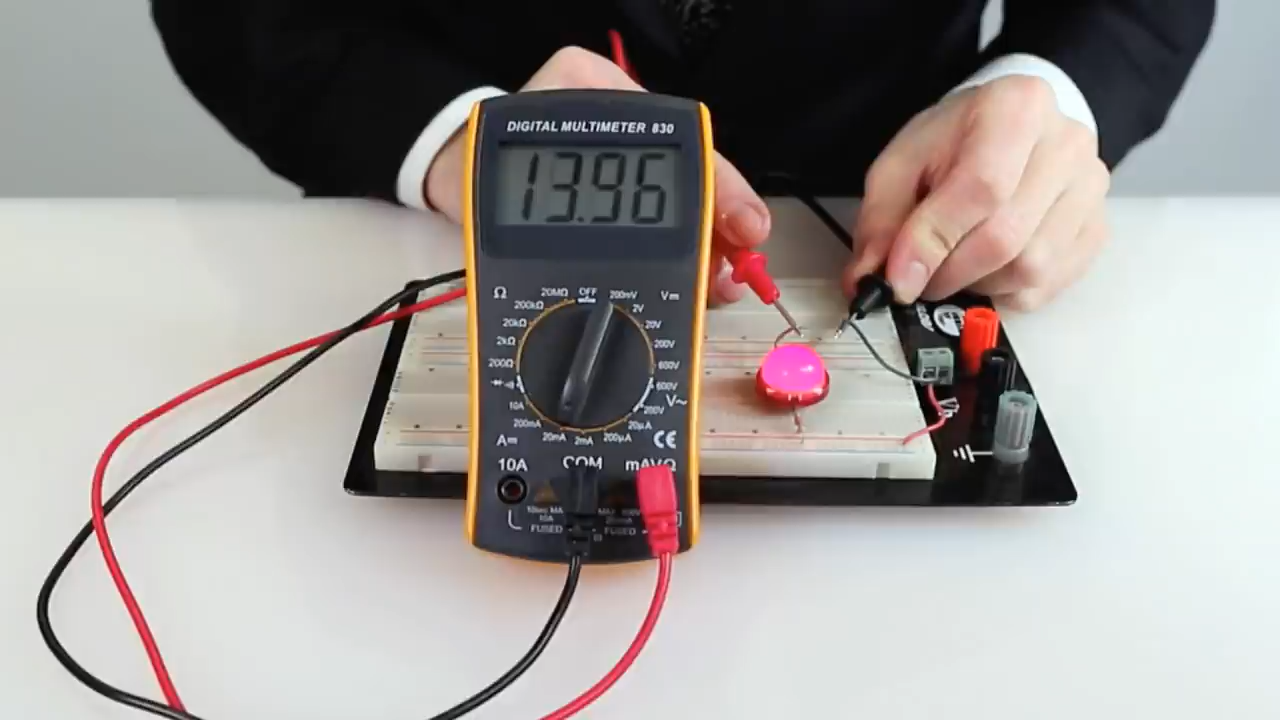 DIGITAL MULTIMETER 830
13.96
Ω 20MΩ OFF 200mV V
200kΩ 2V
20kΩ 20V
2kΩ 200V
200Ω 600V
600V
10A 200V V~
200mA 20mA 2mA 200µA 20µA
A CE
10A COM mAVΩ
10A
FUSED FUSED